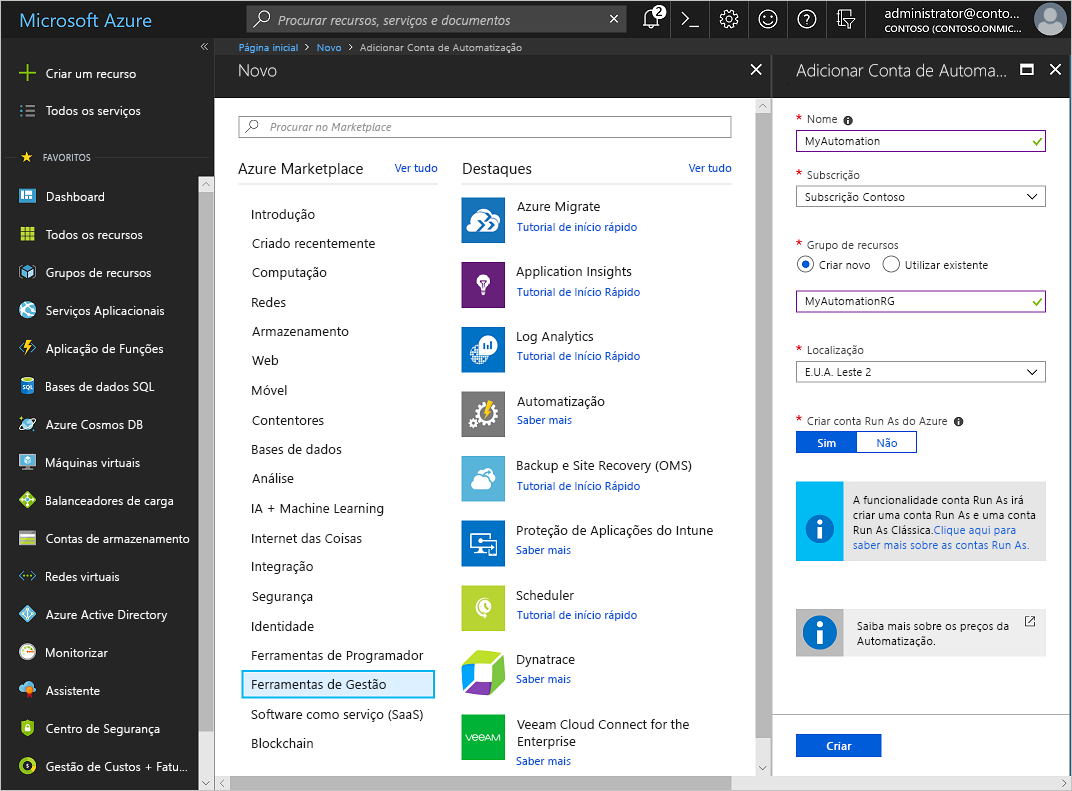 Microsoft Azure
Procurar recursos, serviços e documentos
2
administrator@conto...
CONTOSO (CONTOSO.ONMIC...
Criar um recurso
Todos os serviços
FAVORITOS
Dashboard
Todos os recursos
Grupos de recursos
Serviços Aplicacionais
Aplicação de Funções
SQL
Bases de dados SQL
Azure Cosmos DB
Máquinas virtuais
Balanceadores de carga
Contas de armazenamento
Redes virtuais
Azure Active Directory
Monitorizar
Assistente
Centro de Segurança
Gestão de Custos + Fatu...
Página inicial > Novo > Adicionar Conta de Automatização
Novo
Procurar no Marketplace
Azure Marketplace
Ver tudo
Introdução
Criado recentemente
Computação
Redes
Armazenamento
Web
Móvel
Contentores
Bases de dados
Análise
IA + Machine Learning
Internet das Coisas
Integração
Segurança
Identidade
Ferramentas de Programador
Ferramentas de Gestão
Software como serviço (SaaS)
Blockchain
Destaques
Ver tudo
Azure Migrate
Tutorial de início rápido
Application Insights
Tutorial de Início Rápido
Log Analytics
Tutorial de Início Rápido
Automatização
Saber mais
Backup e Site Recovery (OMS)
Tutorial de Início Rápido
Proteção de Aplicações do Intune
Saber mais
Scheduler
Tutorial de início rápido
Dynatrace
Saber mais
veeam
Veeam Cloud Connect for the
Enterprise
Saber mais
Adicionar Conta de Automa...
* Nome
MyAutomation
* Subscrição
Subscrição Contoso
* Grupo de recursos
Criar novo
Utilizar existente
MyAutomationRG
* Localização
E.U.A. Leste 2
* Criar conta Run As do Azure
Sim
Não
A funcionalidade conta Run As irá
criar uma conta Run As e uma conta
Run As Clássica.Clique aqui para
saber mais sobre as contas Run As.
Saiba mais sobre os preços da
Automatização.
Criar